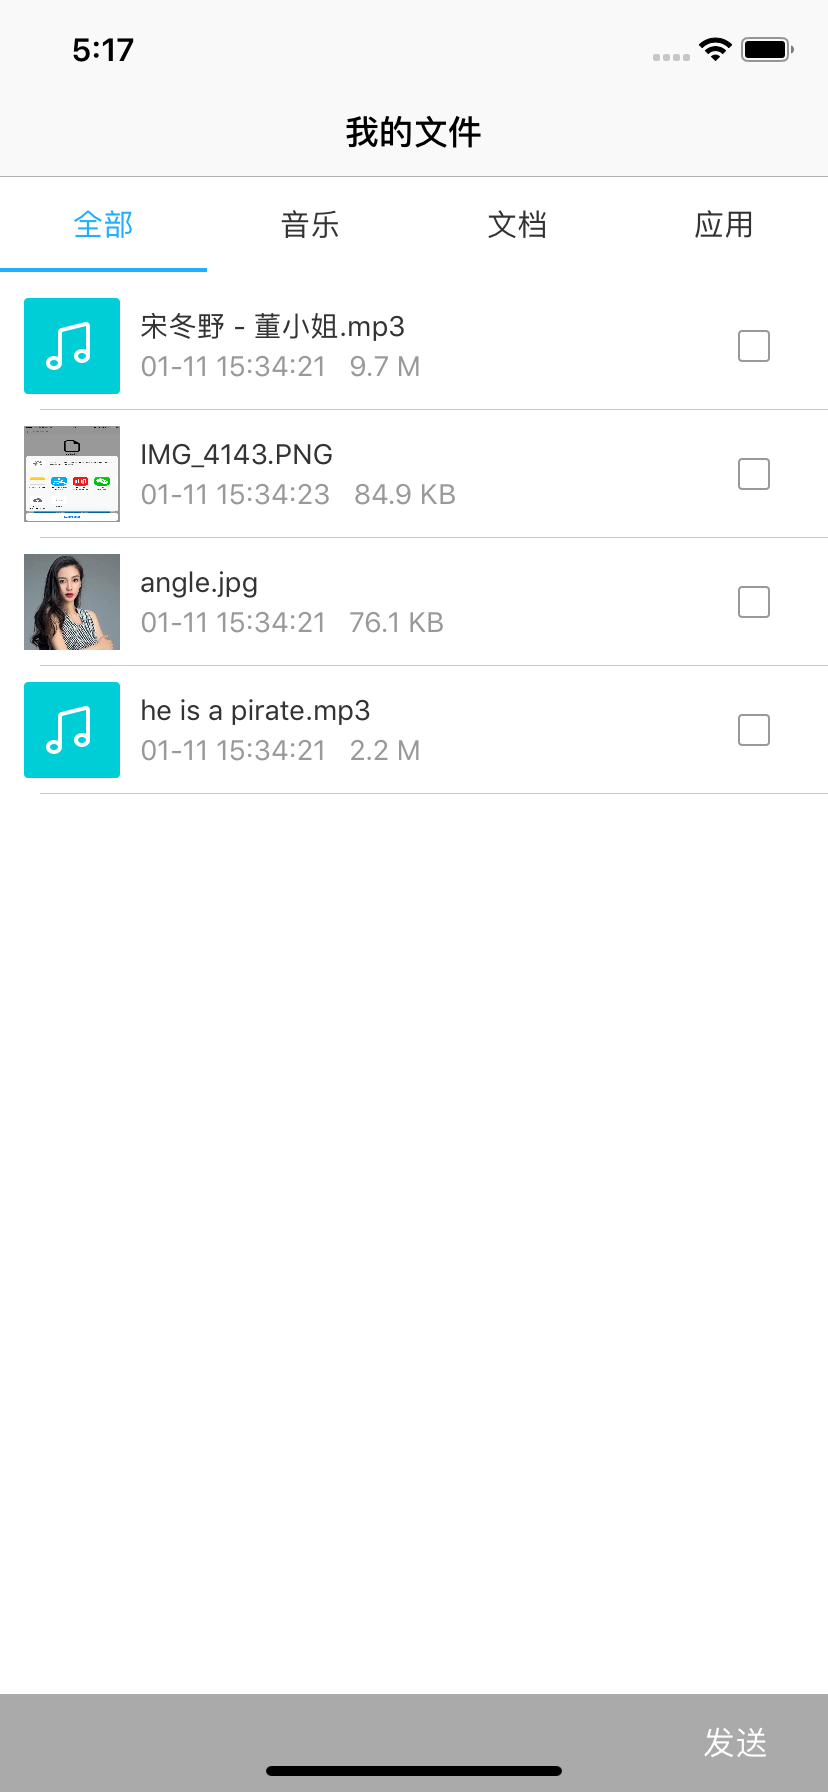 5:17
我的文件
全部 音乐 文档 应用
宋冬野 - 董小姐.mp3
01-11 15:34:21 9.7 M
IMG_4143.PNG
01-11 15:34:23 84.9 KB
angle.jpg
01-11 15:34:21 76.1 KB
he is a pirate.mp3
01-11 15:34:21 2.2 M
发送